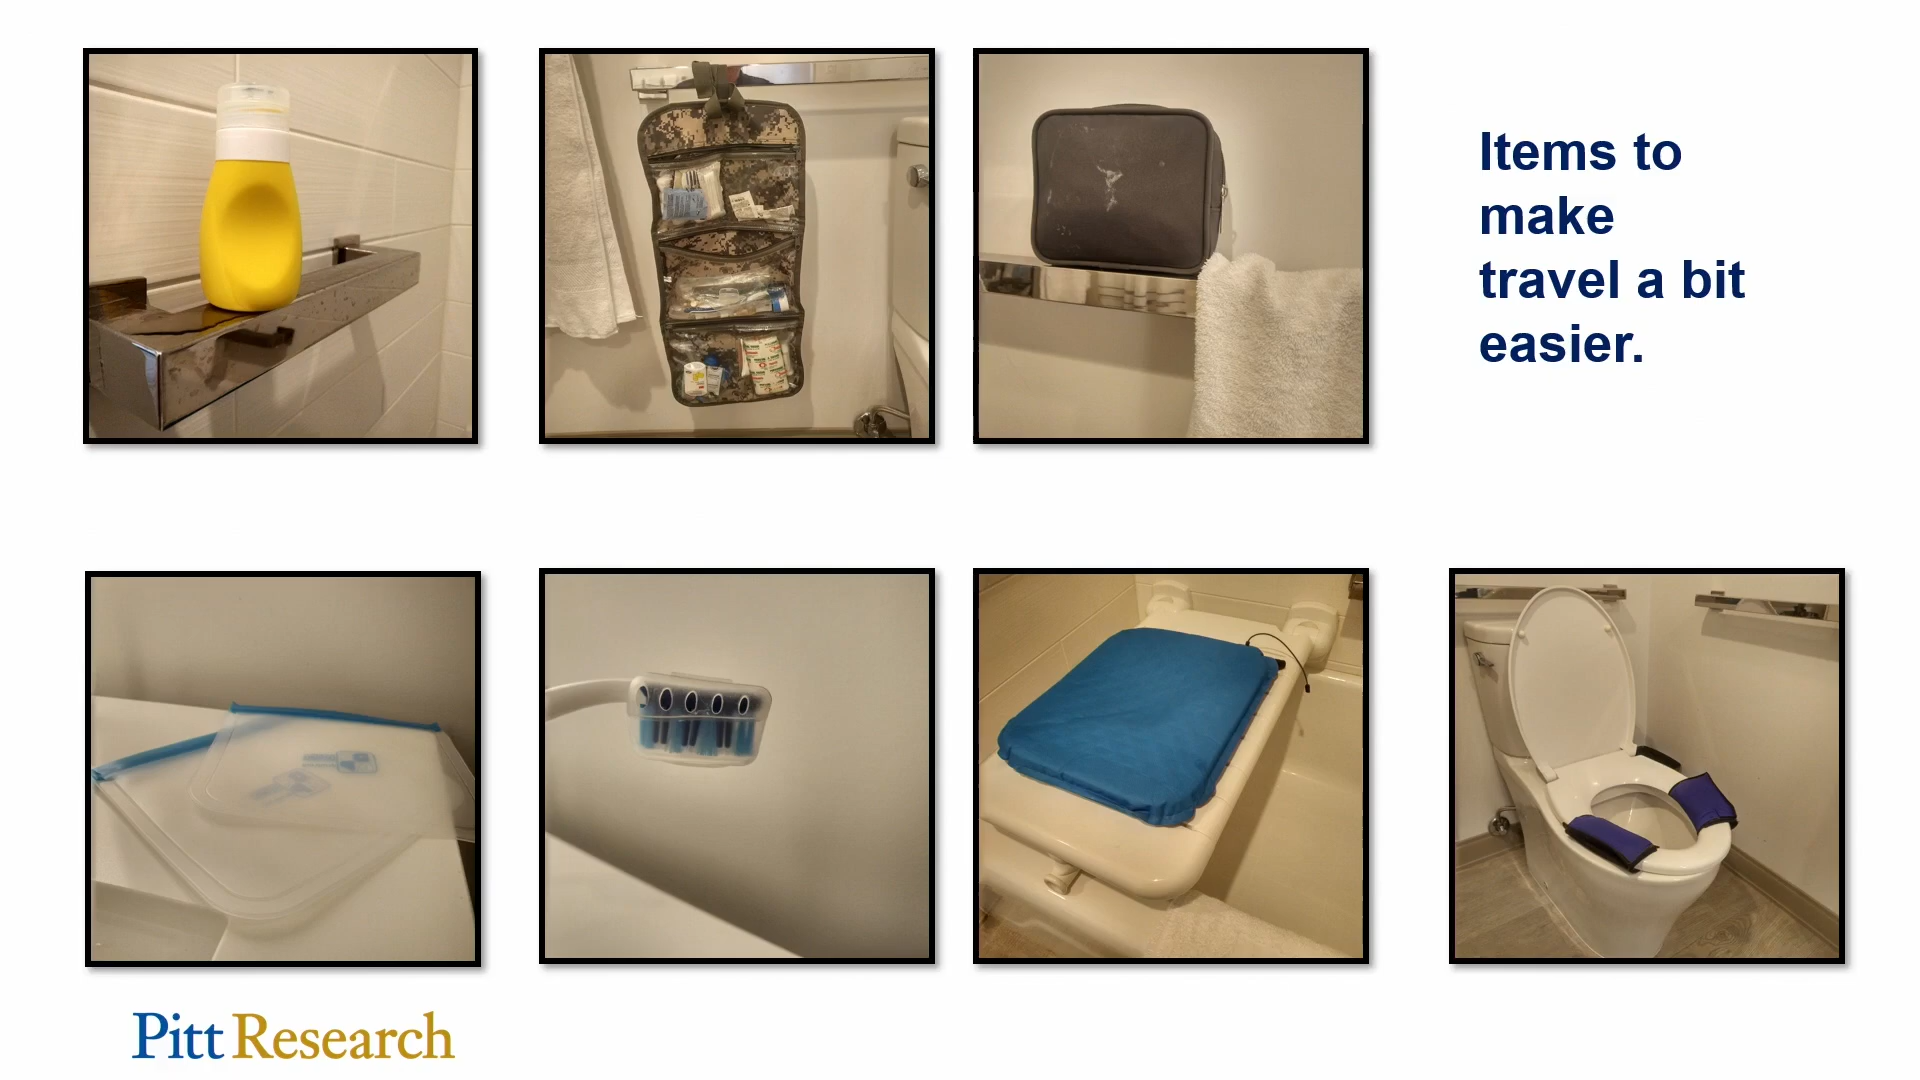 Items to
make
travel a bit
easier.
Pitt Research